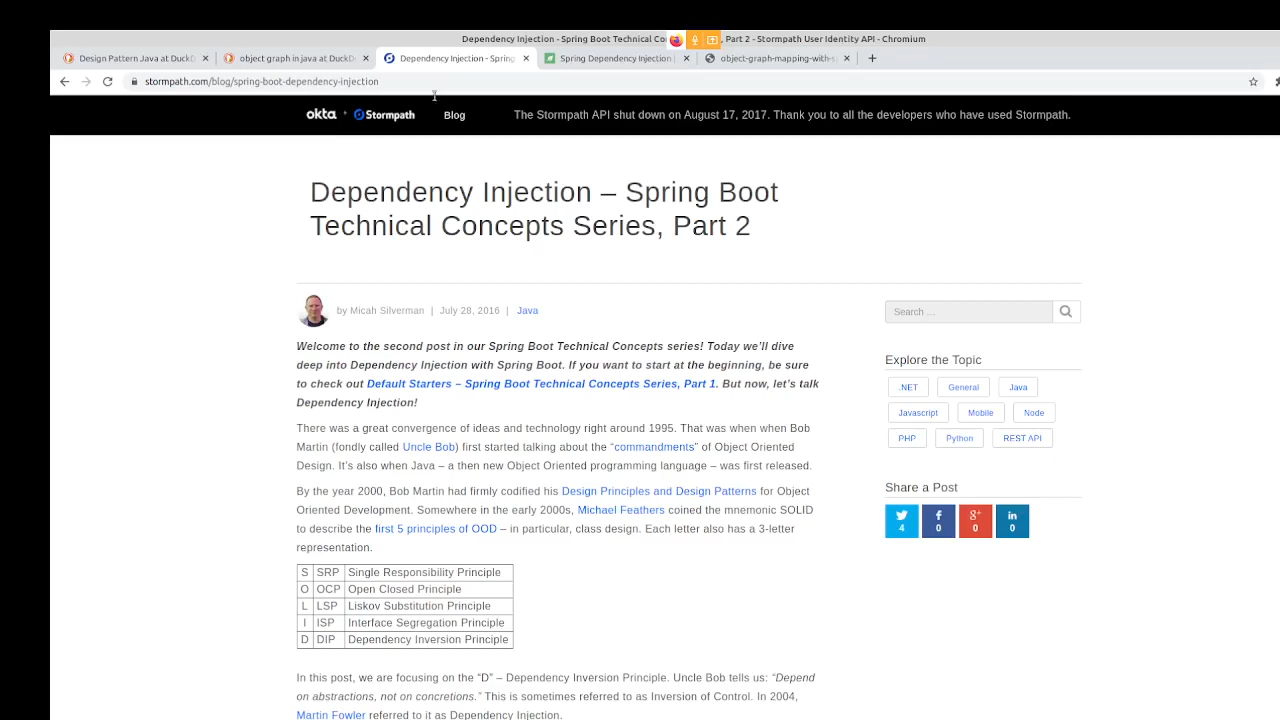 Dependency Injection - Spring Boot Technical Co , Part 2 - Stormpath User Identity API - Chromium
Design Pattern Java at DuckD
object graph in java at DuckD
Dependency Injection - Spring
Spring Dependency Injection
object-graph-mapping-with-s
stormpath.com/blog/spring-boot-dependency-injection
okta
Stormpath
Blog
The Stormpath API shut down on August 17, 2017. Thank you to all the developers who have used Stormpath.
Dependency Injection – Spring Boot
Technical Concepts Series, Part 2
by Micah Silverman | July 28, 2016 | Java
Welcome to the second post in our Spring Boot Technical Concepts series! Today we’ll dive
deep into Dependency Injection with Spring Boot. If you want to start at the beginning, be sure
to check out Default Starters – Spring Boot Technical Concepts Series, Part 1. But now, let’s talk
Dependency Injection!
There was a great convergence of ideas and technology right around 1995. That was when when Bob
Martin (fondly called Uncle Bob) first started talking about the “commandments” of Object Oriented
Design. It’s also when Java – a then new Object Oriented programming language – was first released.
By the year 2000, Bob Martin had firmly codified his Design Principles and Design Patterns for Object
Oriented Development. Somewhere in the early 2000s, Michael Feathers coined the mnemonic SOLID
to describe the first 5 principles of OOD – in particular, class design. Each letter also has a 3-letter
representation.
S SRP Single Responsibility Principle
O OCP Open Closed Principle
L LSP Liskov Substitution Principle
I ISP Interface Segregation Principle
D DIP Dependency Inversion Principle
In this post, we are focusing on the “D” – Dependency Inversion Principle. Uncle Bob tells us: “Depend
on abstractions, not on concretions.” This is sometimes referred to as Inversion of Control. In 2004,
Martin Fowler referred to it as Dependency Injection.
Search …
Explore the Topic
.NET General Java
Javascript Mobile Node
PHP Python REST API
Share a Post
4 0 0 0